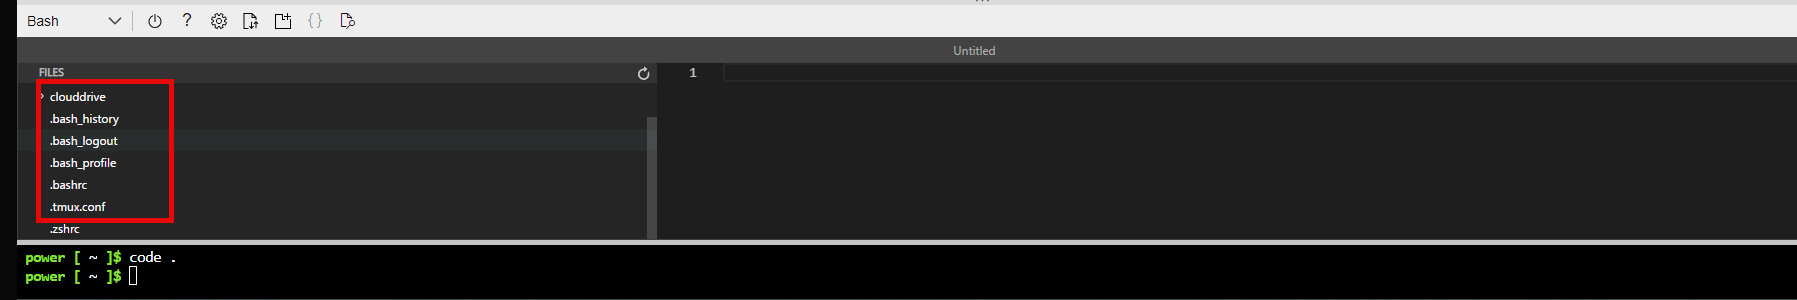 Bash
?
{}
Untitled
FILES
1
clouddrive
.bash_history
.bash_logout
.bash_profile
.bashrc
.tmux.conf
.zshrc
power [ ~ ]$ code .
power [ ~ ]$